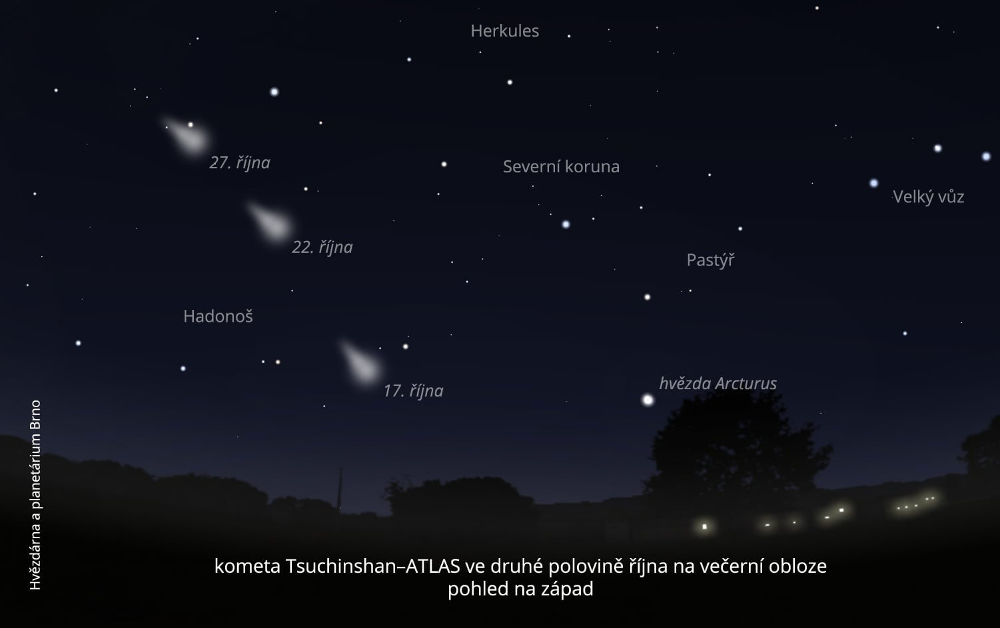 Herkules
27. října
Severní koruna
Velký vůz
22. října
Pastýř
Hadonoš
17. října
hvězda Arcturus
Hvězdárna a planetárium Brno
kometa Tsuchinshan–ATLAS ve druhé polovině října na večerní obloze
pohled na západ